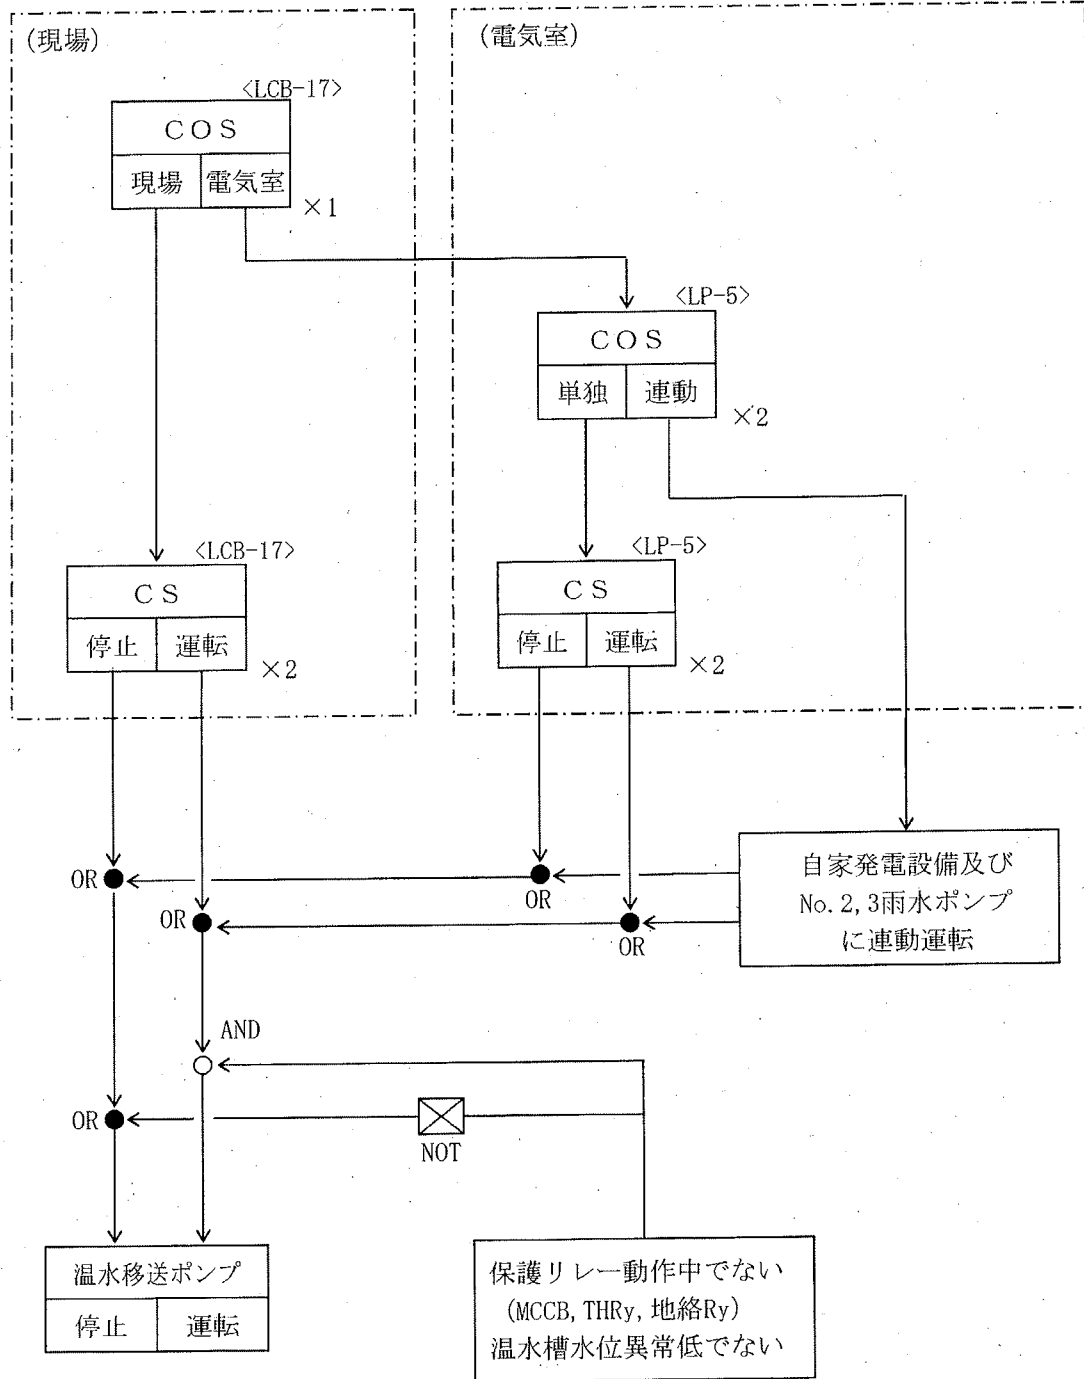 (現場)
<LCB-17>
COS
現場 電気室
×1
(電気室)
<LP-5>
COS
単独 連動
×2
<LCB-17>
CS
停止 運転
×2
<LP-5>
CS
停止 運転
×2
OR
OR
OR
OR
自家発電設備及び
No.2,3雨水ポンプ
に連動運転
AND
OR
NOT
温水移送ポンプ
停止 運転
保護リレー動作中でない
(MCCB,THRy,地絡Ry)
温水槽水位異常低でない